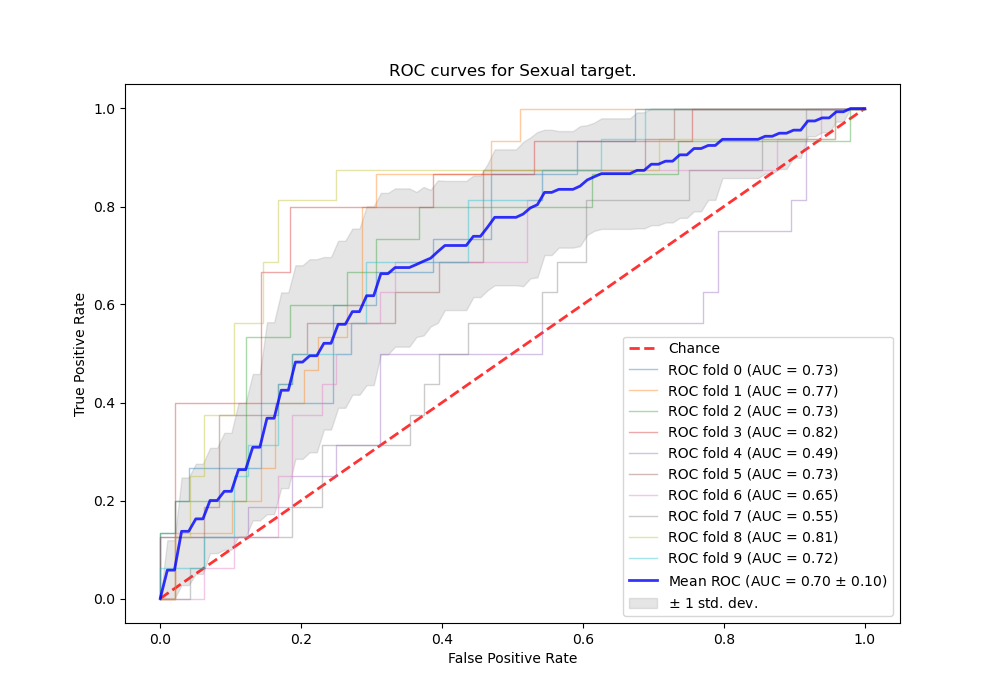 ROC curves for Sexual target.
1.0
0.8
0.6
0.4
0.2
0.0
True Positive Rate
0.0 0.2 0.4 0.6 0.8 1.0
False Positive Rate
Chance
ROC fold 0 (AUC = 0.73)
ROC fold 1 (AUC = 0.77)
ROC fold 2 (AUC = 0.73)
ROC fold 3 (AUC = 0.82)
ROC fold 4 (AUC = 0.49)
ROC fold 5 (AUC = 0.73)
ROC fold 6 (AUC = 0.65)
ROC fold 7 (AUC = 0.55)
ROC fold 8 (AUC = 0.81)
ROC fold 9 (AUC = 0.72)
Mean ROC (AUC = 0.70 ± 0.10)
± 1 std. dev.